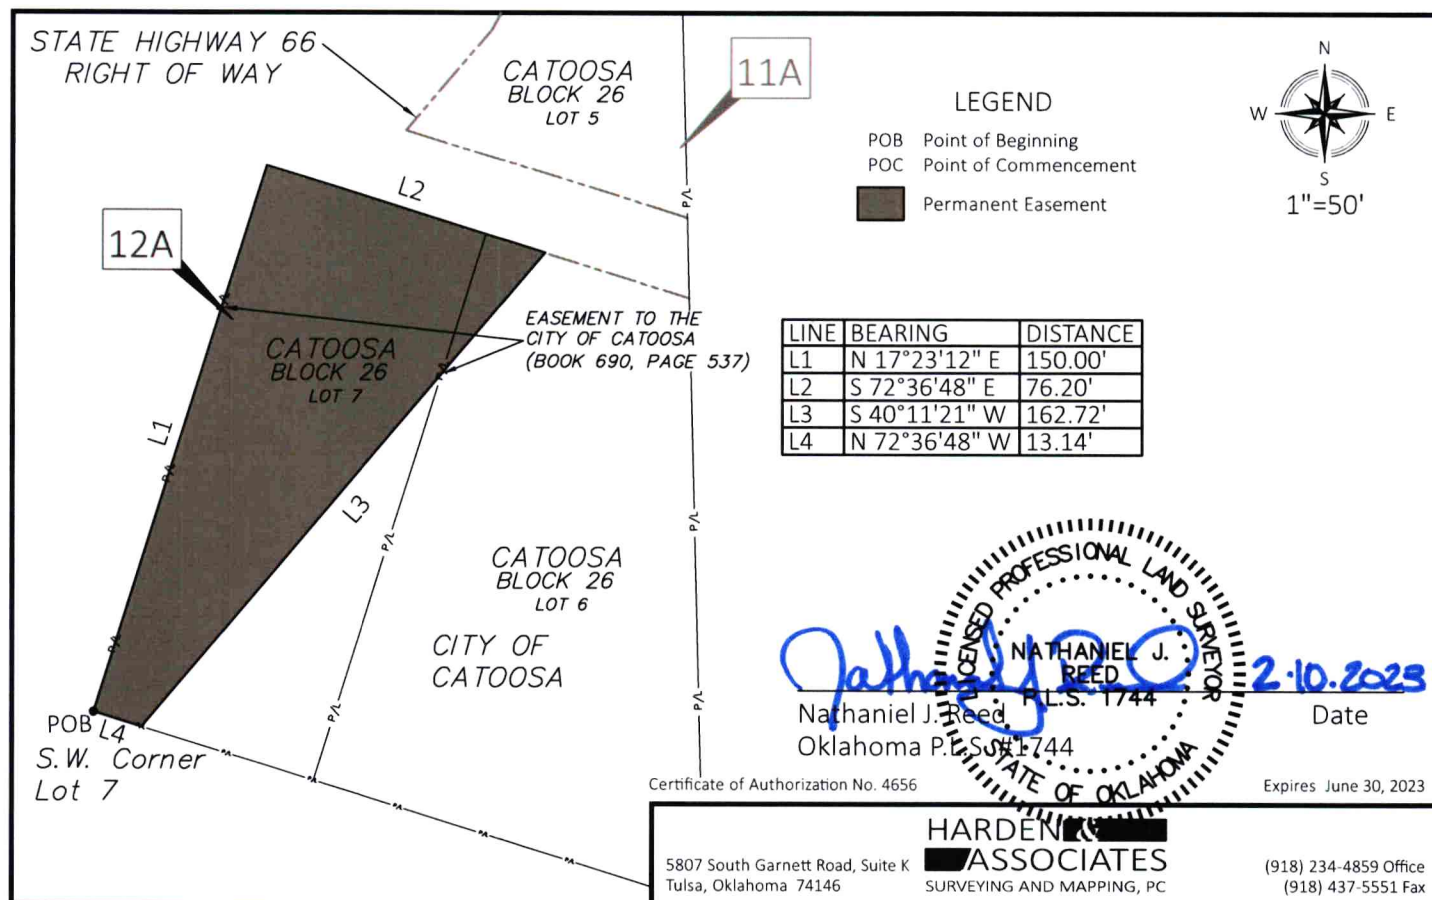 STATE HIGHWAY 66
RIGHT OF WAY
CATOOSA
BLOCK 26
LOT 5
11A
LEGEND
POB Point of Beginning
POC Point of Commencement
Permanent Easement
N
W
E
S
1"=50'
L2
P/L
12A
P/L
EASEMENT TO THE
CITY OF CATOOSA
(BOOK 690, PAGE 537)
CATOOSA
BLOCK 26
LOT 7
P/L
LINE BEARING DISTANCE
L1 N 17°23'12" E 150.00'
L2 S 72°36'48" E 76.20'
L3 S 40°11'21" W 162.72'
L4 N 72°36'48" W 13.14'
L1
P/L
L3
P/L
P/L
CATOOSA
BLOCK 26
LOT 6
CITY OF
CATOOSA
P/L
P/L
P/L
POB
L4
S.W. Corner
Lot 7
P/L
P/L
P/L
P/L
P/L
LICENSED PROFESSIONAL LAND SURVEYOR
NATHANIEL J.
REED
P.L.S. 1744
STATE OF OKLAHOMA
Nathaniel J Reed 2.10.2023
Nathaniel J. Reed Date
Oklahoma P.L.S. #1744
Certificate of Authorization No. 4656 Expires June 30, 2023
HARDEN &
ASSOCIATES
SURVEYING AND MAPPING, PC
5807 South Garnett Road, Suite K
Tulsa, Oklahoma 74146
(918) 234-4859 Office
(918) 437-5551 Fax